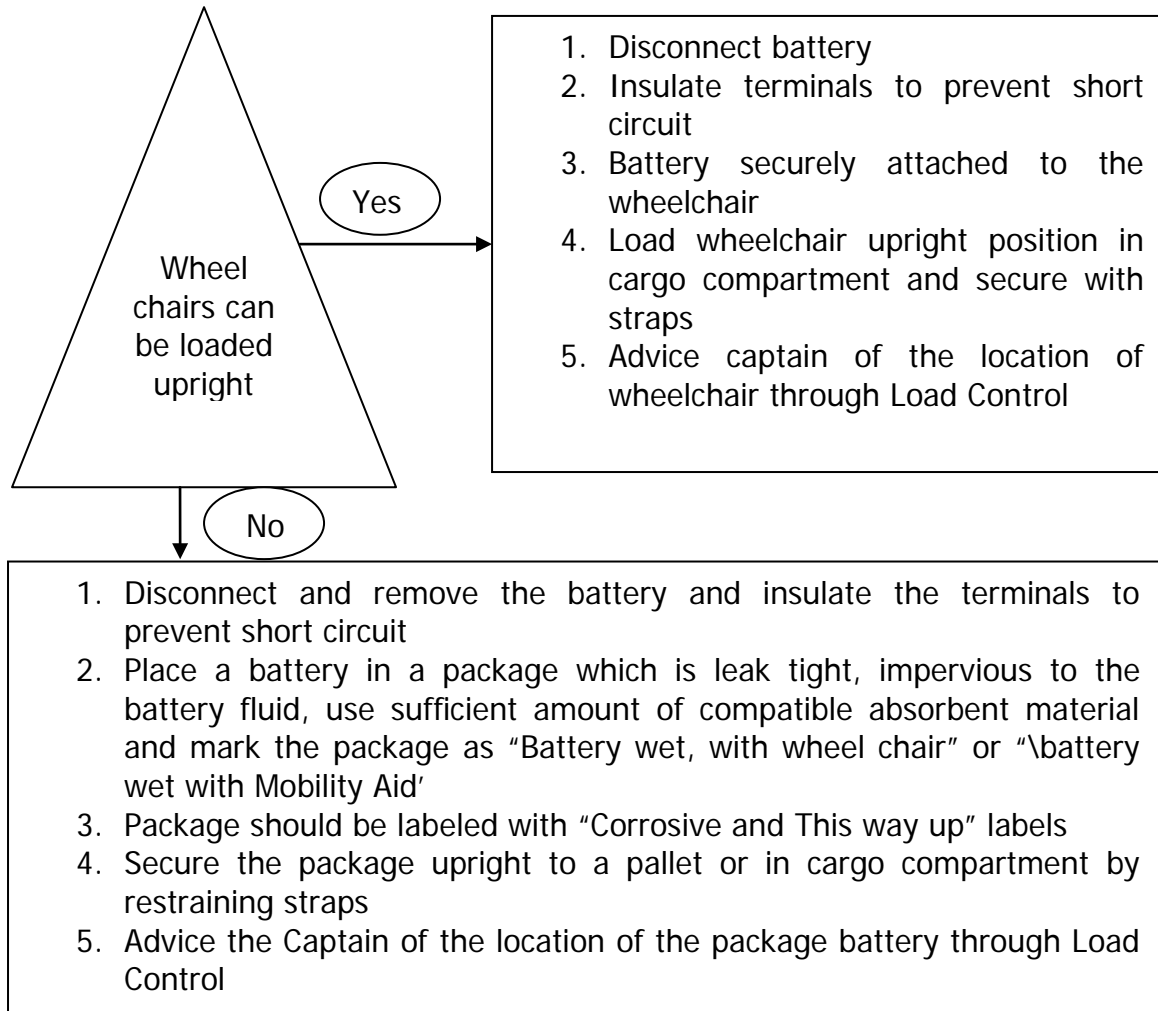 Wheel
chairs can
be loaded
upright
Yes
1. Disconnect battery
2. Insulate terminals to prevent short
circuit
3. Battery securely attached to the
wheelchair
4. Load wheelchair upright position in
cargo compartment and secure with
straps
5. Advice captain of the location of
wheelchair through Load Control
No
1. Disconnect and remove the battery and insulate the terminals to
prevent short circuit
2. Place a battery in a package which is leak tight, impervious to the
battery fluid, use sufficient amount of compatible absorbent material
and mark the package as “Battery wet, with wheel chair” or “\battery
wet with Mobility Aid’
3. Package should be labeled with “Corrosive and This way up” labels
4. Secure the package upright to a pallet or in cargo compartment by
restraining straps
5. Advice the Captain of the location of the package battery through Load
Control